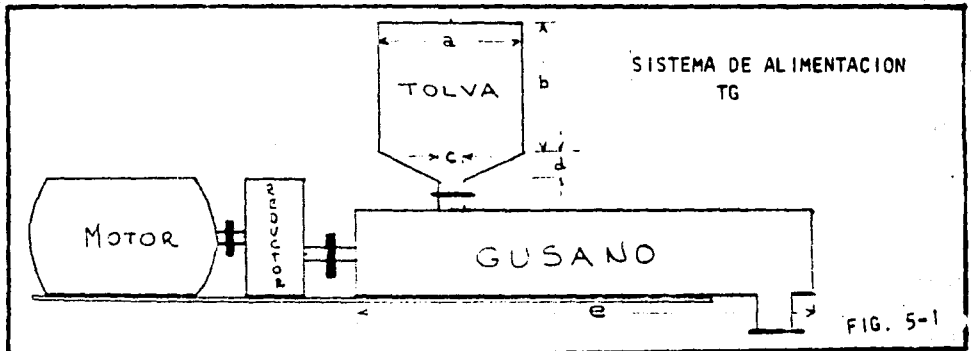 a
SISTEMA DE ALIMENTACION
TG
b
TOLVA
c
d
MOTOR
REDUCTOR
GUSANO
e
FIG. 5-1